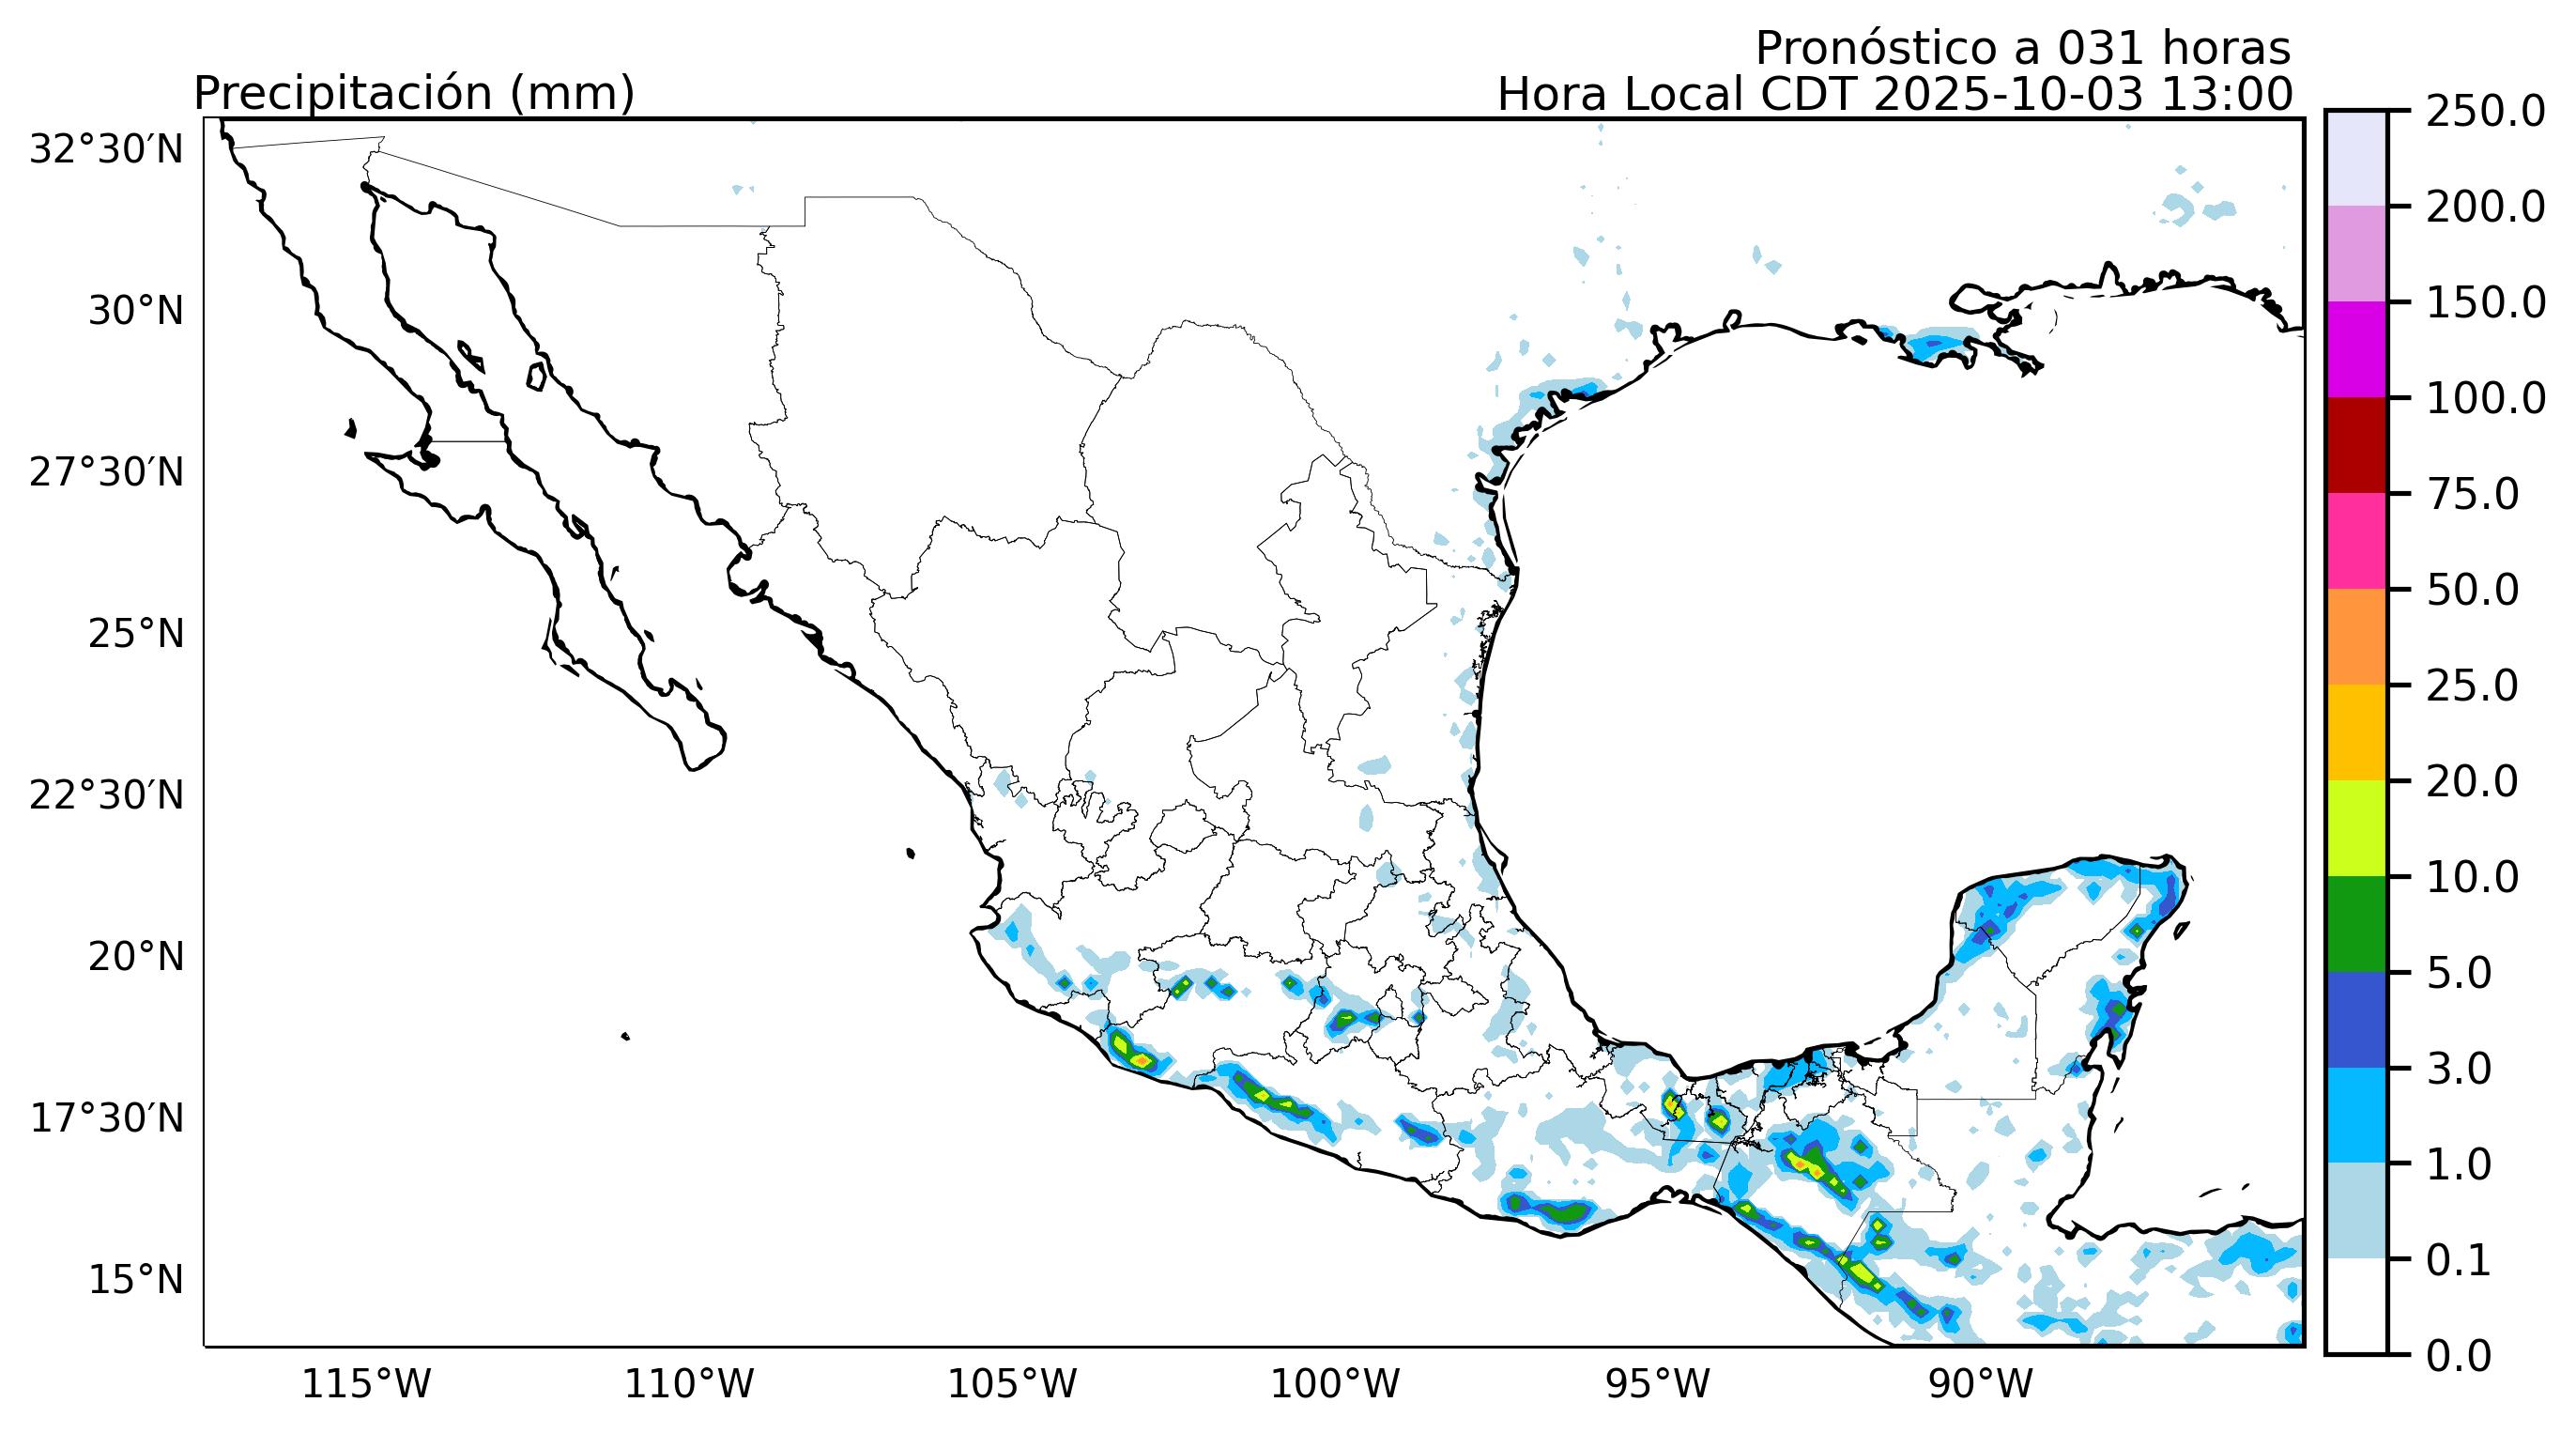 Pronóstico a 031 horas
Precipitación (mm)
Hora Local CDT 2025-10-03 13:00
32°30′N
30°N
27°30′N
25°N
22°30′N
20°N
17°30′N
15°N
115°W
110°W
105°W
100°W
95°W
90°W
250.0
200.0
150.0
100.0
75.0
50.0
25.0
20.0
10.0
5.0
3.0
1.0
0.1
0.0